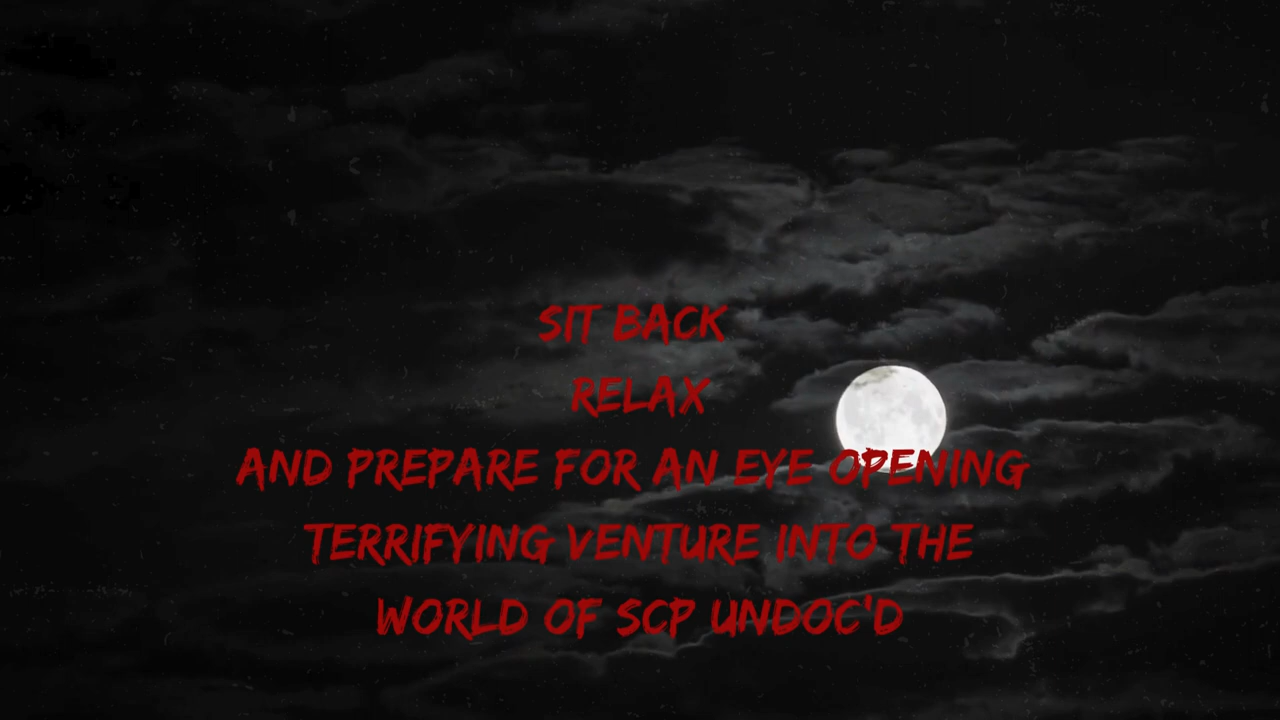 SIT BACK
RELAX
AND PREPARE FOR AN EYE OPENING
TERRIFYING VENTURE INTO THE
WORLD OF SCP UNDOC'D